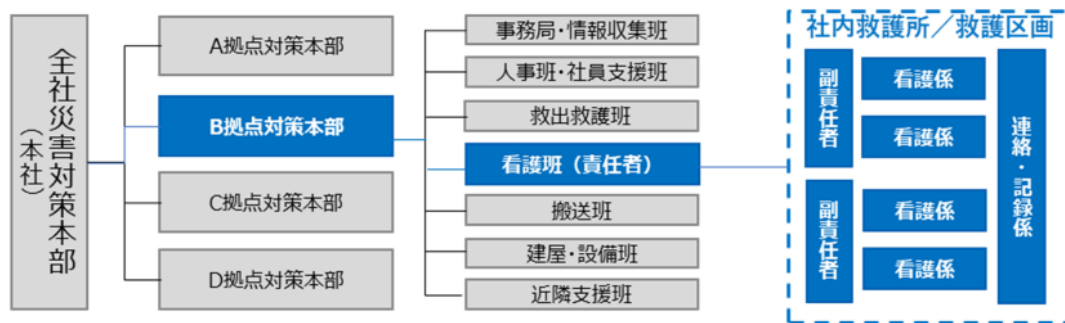 全社災害対策本部
（本社）
A拠点対策本部
B拠点対策本部
C拠点対策本部
D拠点対策本部
事務局・情報収集班
人事班・社員支援班
救出救護班
看護班（責任者）
搬送班
建屋・設備班
近隣支援班
社内救護所／救護区画
副責任者
看護係
看護係
副責任者
看護係
看護係
連絡・記録係